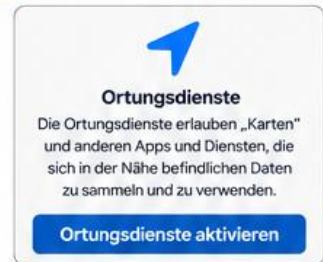 Ortungsdienste
Die Ortungsdienste erlauben „Karten“
und anderen Apps und Diensten, die
sich in der Nähe befindlichen Daten
zu sammeln und zu verwenden.
Ortungsdienste aktivieren